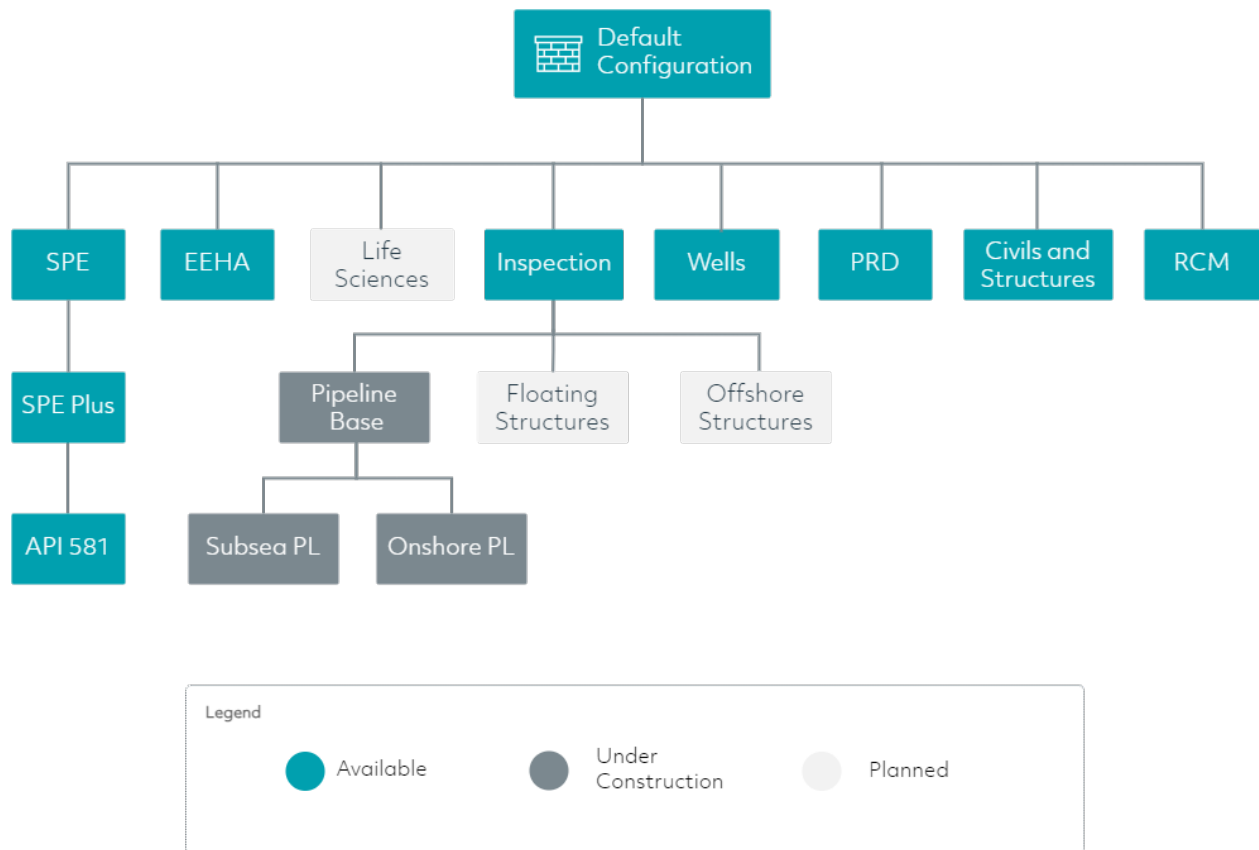 Default
Configuration
SPE
EEHA
Life
Sciences
Inspection
Wells
PRD
Civils and
Structures
RCM
SPE Plus
Pipeline
Base
Floating
Structures
Offshore
Structures
API 581
Subsea PL
Onshore PL
Legend
Available
Under
Construction
Planned